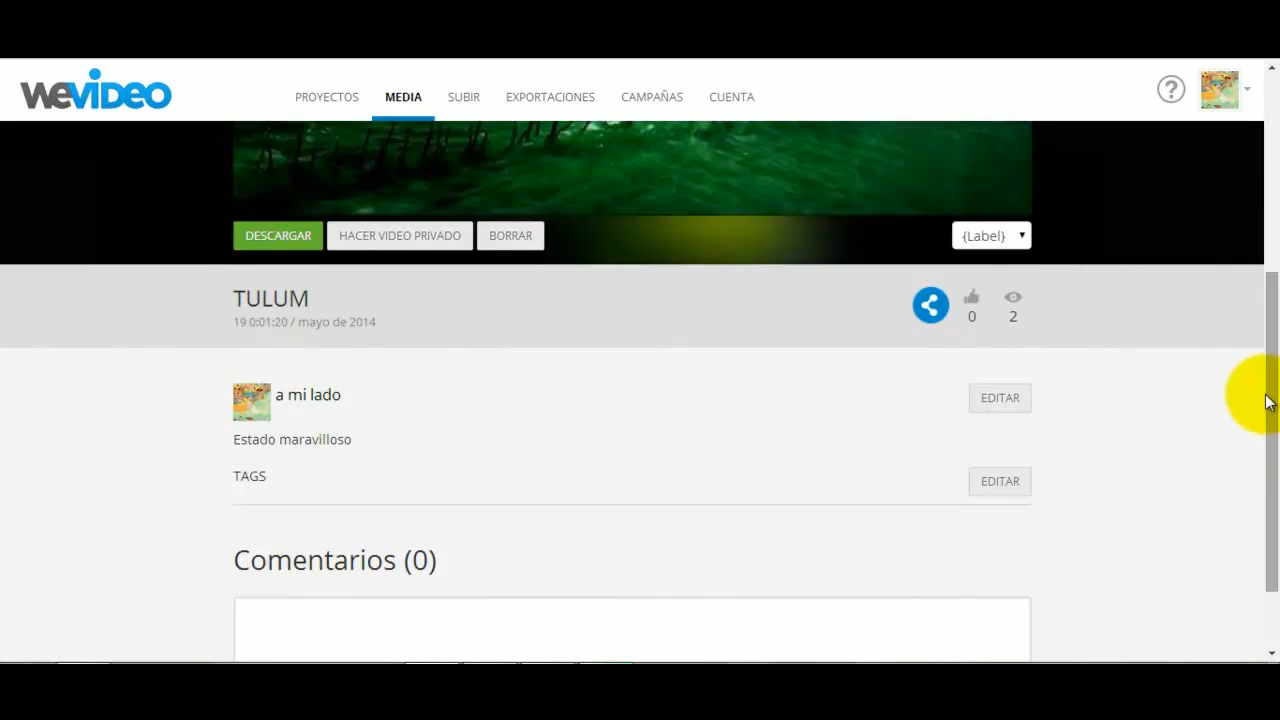 WeVIDEO
PROYECTOS MEDIA SUBIR EXPORTACIONES CAMPAÑAS CUENTA
?
DESCARGAR HACER VIDEO PRIVADO BORRAR {Label}
TULUM
19 0:01:20 / mayo de 2014
0 2
a mi lado EDITAR
Estado maravilloso
TAGS EDITAR
Comentarios (0)